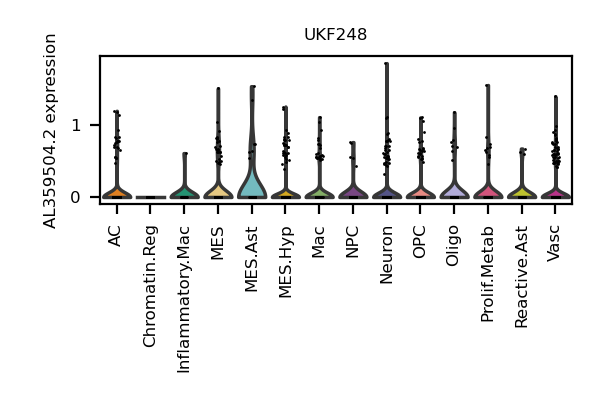 UKF248
AL359504.2 expression
1
0
AC
Chromatin.Reg
Inflammatory.Mac
MES
MES.Ast
MES.Hyp
Mac
NPC
Neuron
OPC
Oligo
Prolif.Metab
Reactive.Ast
Vasc